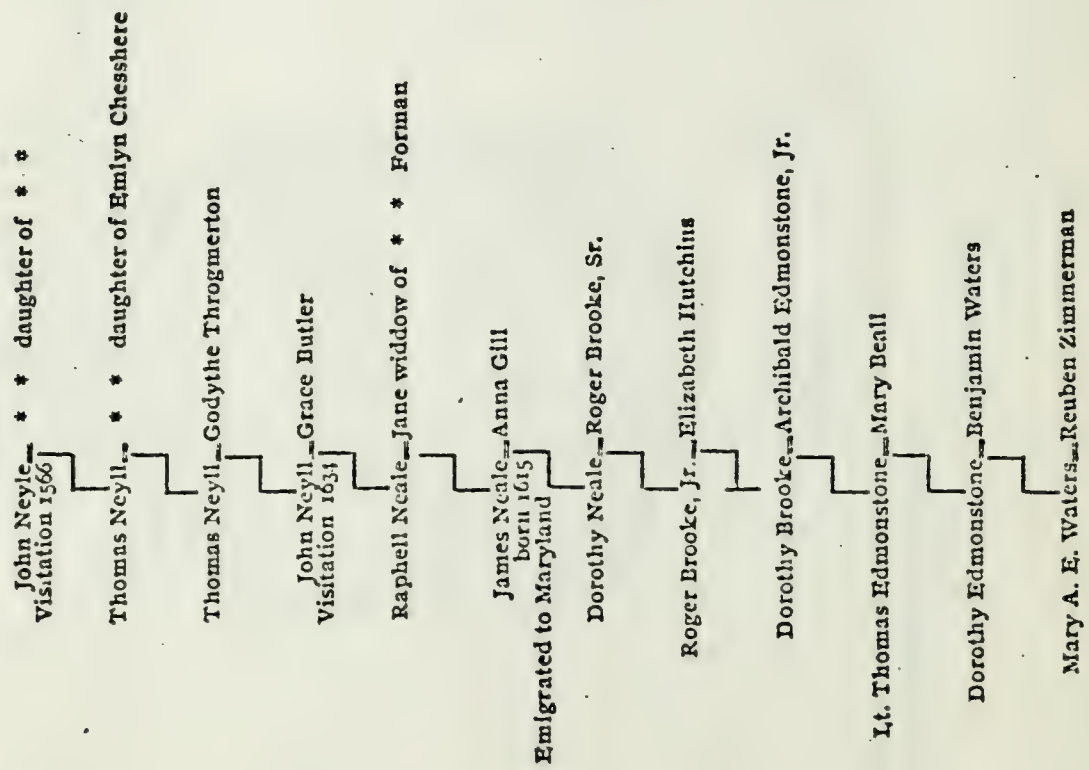 John Neyle = * * daughter of * *
Visitation 1566
Thomas Neyll = * * daughter of Emlyn Chesshere
Thomas Neyll = Godythe Throgmerton
John Neyll = Grace Butler
Visitation 1634
Raphell Neale = Jane widdow of * * Forman
James Neale = Anna Gill
born 1615
Emigrated to Maryland
Dorothy Neale = Roger Brooke, Sr.
Roger Brooke, Jr. = Elizabeth Hutchins
Dorothy Brooke = Archibald Edmonstone, Jr.
Lt. Thomas Edmonstone = Mary Beall
Dorothy Edmonstone = Benjamin Waters
Mary A. E. Waters = Reuben Zimmerman